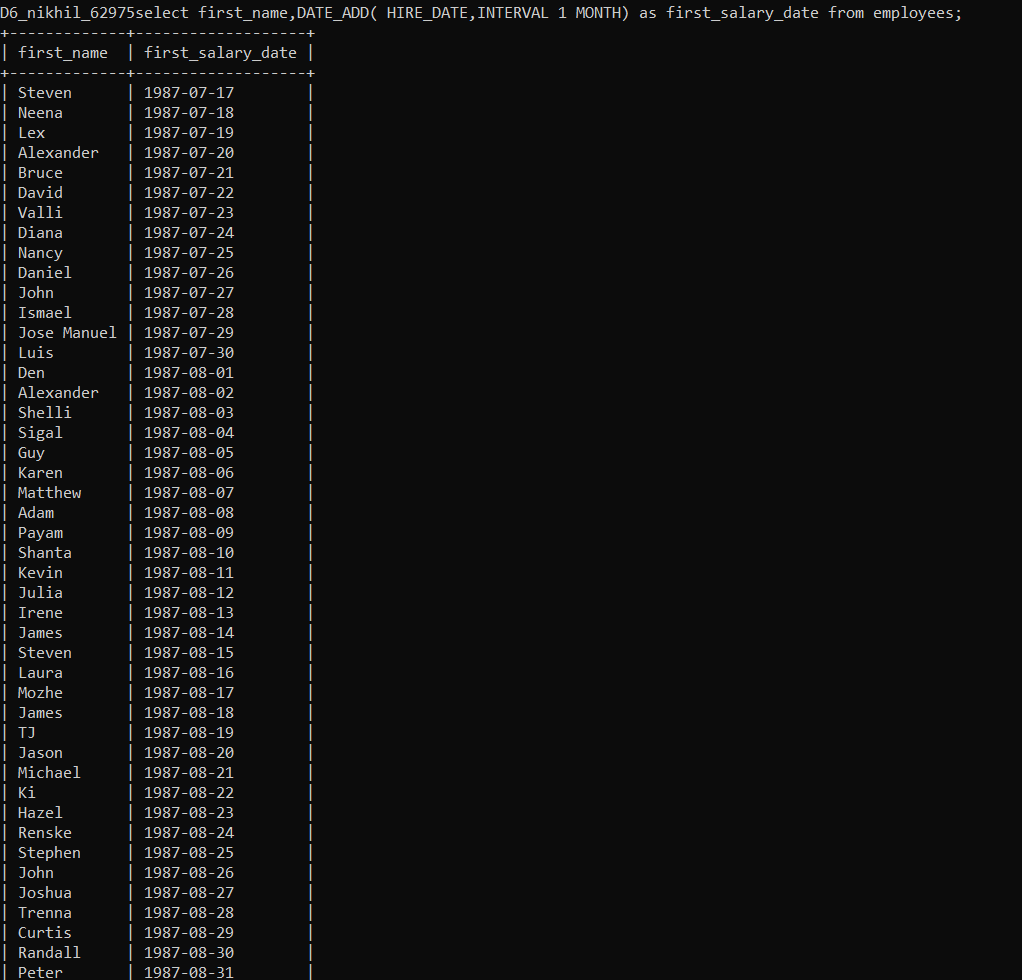 D6_nikhil_62975select first_name,DATE_ADD( HIRE_DATE,INTERVAL 1 MONTH) as first_salary_date from employees;
+-------------+-------------------+
| first_name  | first_salary_date |
+-------------+-------------------+
| Steven      | 1987-07-17        |
| Neena       | 1987-07-18        |
| Lex         | 1987-07-19        |
| Alexander   | 1987-07-20        |
| Bruce       | 1987-07-21        |
| David       | 1987-07-22        |
| Valli       | 1987-07-23        |
| Diana       | 1987-07-24        |
| Nancy       | 1987-07-25        |
| Daniel      | 1987-07-26        |
| John        | 1987-07-27        |
| Ismael      | 1987-07-28        |
| Jose Manuel | 1987-07-29        |
| Luis        | 1987-07-30        |
| Den         | 1987-08-01        |
| Alexander   | 1987-08-02        |
| Shelli      | 1987-08-03        |
| Sigal       | 1987-08-04        |
| Guy         | 1987-08-05        |
| Karen       | 1987-08-06        |
| Matthew     | 1987-08-07        |
| Adam        | 1987-08-08        |
| Payam       | 1987-08-09        |
| Shanta      | 1987-08-10        |
| Kevin       | 1987-08-11        |
| Julia       | 1987-08-12        |
| Irene       | 1987-08-13        |
| James       | 1987-08-14        |
| Steven      | 1987-08-15        |
| Laura       | 1987-08-16        |
| Mozhe       | 1987-08-17        |
| James       | 1987-08-18        |
| TJ          | 1987-08-19        |
| Jason       | 1987-08-20        |
| Michael     | 1987-08-21        |
| Ki          | 1987-08-22        |
| Hazel       | 1987-08-23        |
| Renske      | 1987-08-24        |
| Stephen     | 1987-08-25        |
| John        | 1987-08-26        |
| Joshua      | 1987-08-27        |
| Trenna      | 1987-08-28        |
| Curtis      | 1987-08-29        |
| Randall     | 1987-08-30        |
| Peter       | 1987-08-31        |